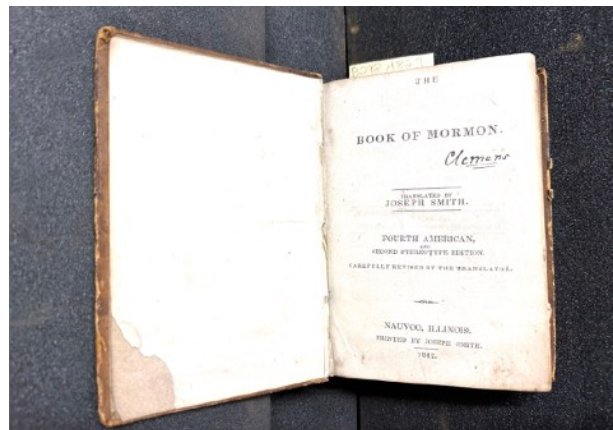 THE
BOOK OF MORMON.
Clemens
TRANSLATED BY
JOSEPH SMITH.
FOURTH AMERICAN,
AND
SECOND STEREOTYPE EDITION.
CAREFULLY REVISED BY THE TRANSLATOR.
NAUVOO, ILLINOIS.
PRINTED BY JOSEPH SMITH.
1842.